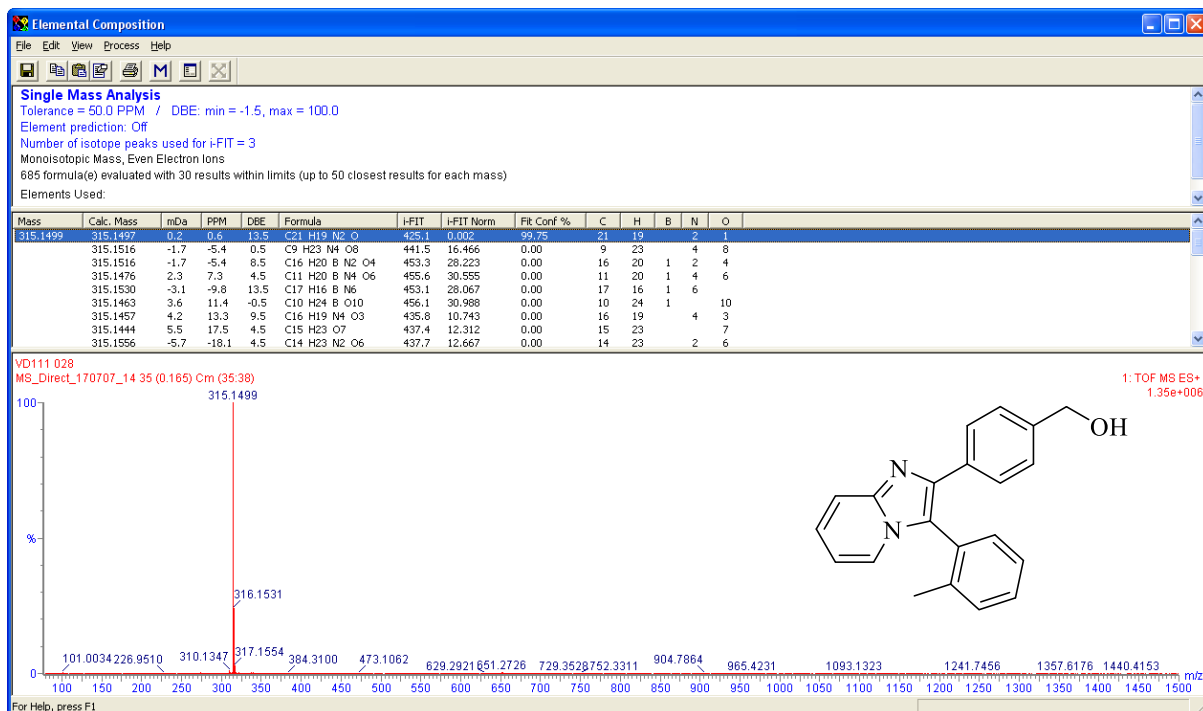 Elemental Composition
File Edit View Process Help
M
Single Mass Analysis
Tolerance = 50.0 PPM / DBE: min = -1.5, max = 100.0
Element prediction: Off
Number of isotope peaks used for i-FIT = 3
Monoisotopic Mass, Even Electron Ions
685 formula(e) evaluated with 30 results within limits (up to 50 closest results for each mass)
Elements Used:
Mass Calc. Mass mDa PPM DBE Formula i-FIT i-FIT Norm Fit Conf % C H B N O
315.1499 315.1497 0.2 0.6 13.5 C21 H19 N2 O 425.1 0.002 99.75 21 19 2 1
315.1516 -1.7 -5.4 0.5 C9 H23 N4 O8 441.5 16.466 0.00 9 23 4 8
315.1516 -1.7 -5.4 8.5 C16 H20 B N2 O4 453.3 28.223 0.00 16 20 1 2 4
315.1476 2.3 7.3 4.5 C11 H20 B N4 O6 455.6 30.555 0.00 11 20 1 4 6
315.1530 -3.1 -9.8 13.5 C17 H16 B N6 453.1 28.067 0.00 17 16 1 6
315.1463 3.6 11.4 -0.5 C10 H24 B O10 456.1 30.988 0.00 10 24 1 10
315.1457 4.2 13.3 9.5 C16 H19 N4 O3 435.8 10.743 0.00 16 19 4 3
315.1444 5.5 17.5 4.5 C15 H23 O7 437.4 12.312 0.00 15 23 7
315.1556 -5.7 -18.1 4.5 C14 H23 N2 O6 437.7 12.667 0.00 14 23 2 6
VD111 028
MS_Direct_170707_14 35 (0.165) Cm (35:38)
1: TOF MS ES+
1.35e+006
315.1499
100
OH
N
N
%
316.1531
317.1554
101.0034 226.9510 310.1347 384.3100 473.1062 629.2921 651.2726 729.3528 752.3311 904.7864 965.4231 1093.1323 1241.7456 1357.6176 1440.4153
0
100 150 200 250 300 350 400 450 500 550 600 650 700 750 800 850 900 950 1000 1050 1100 1150 1200 1250 1300 1350 1400 1450 1500 m/z
For Help, press F1